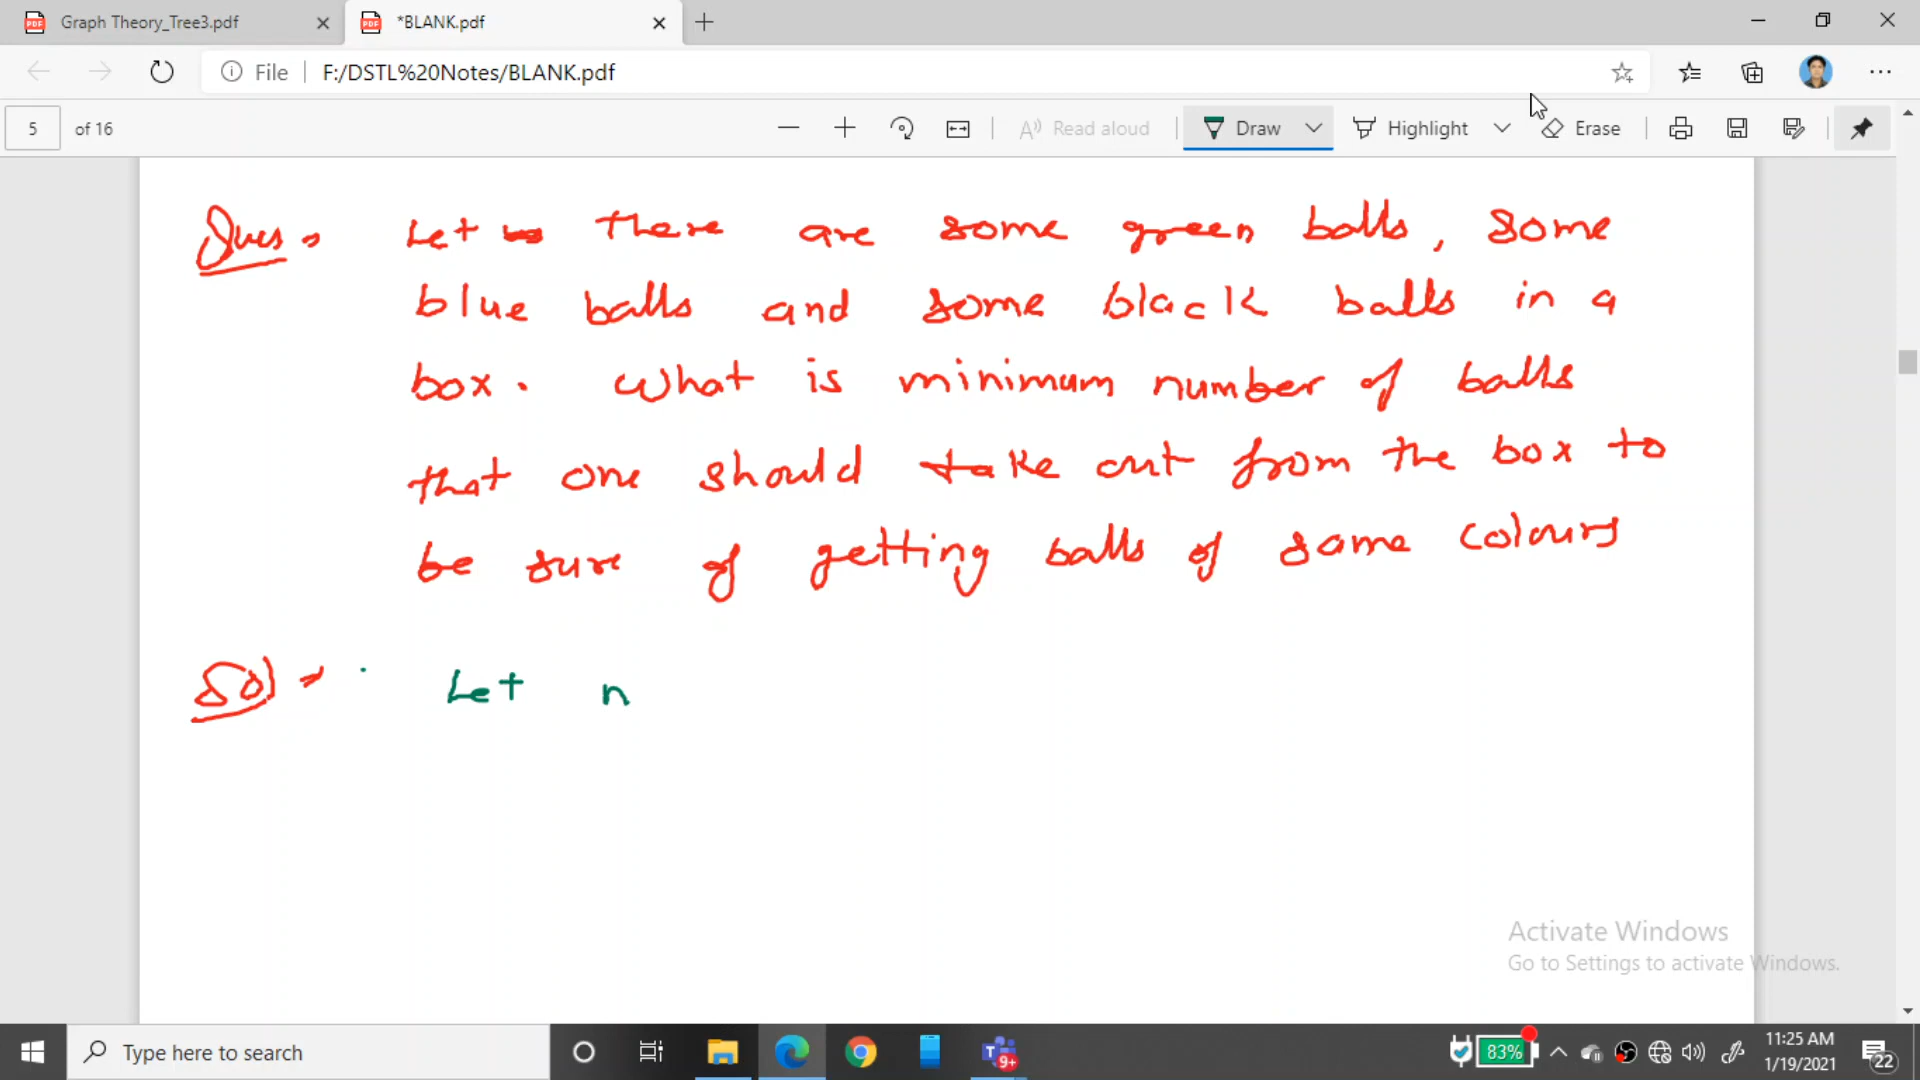 Graph Theory_Tree3.pdf
*BLANK.pdf
File
F:/DSTL%20Notes/BLANK.pdf
5 of 16
Read aloud
Draw
Highlight
Erase
Ques → Let there are some green balls, some
blue balls and some black balls in a
box. What is minimum number of balls
that one should take out from the box to
be sure of getting balls of same colours
Sol → Let n
Activate Windows
Go to Settings to activate Windows.
Type here to search
9+
83%
11:25 AM
1/19/2021
22